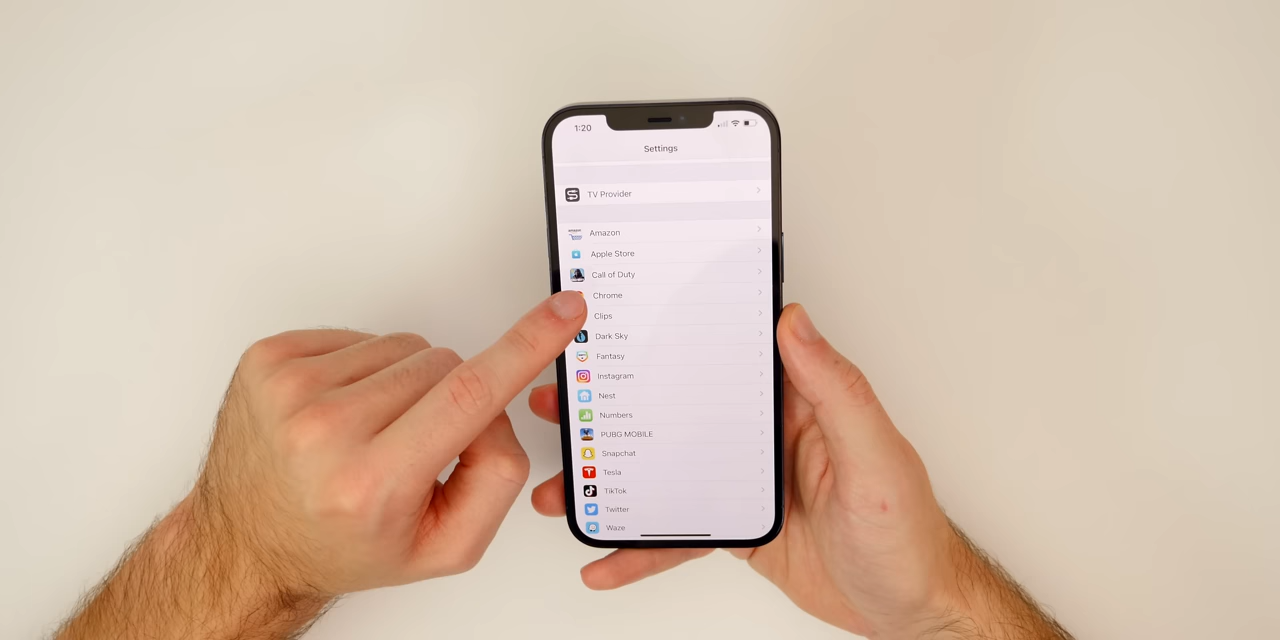 1:20
Settings
TV Provider
Amazon
Apple Store
Call of Duty
Chrome
Clips
Dark Sky
Fantasy
Instagram
Nest
Numbers
PUBG MOBILE
Snapchat
Tesla
TikTok
Twitter
Waze